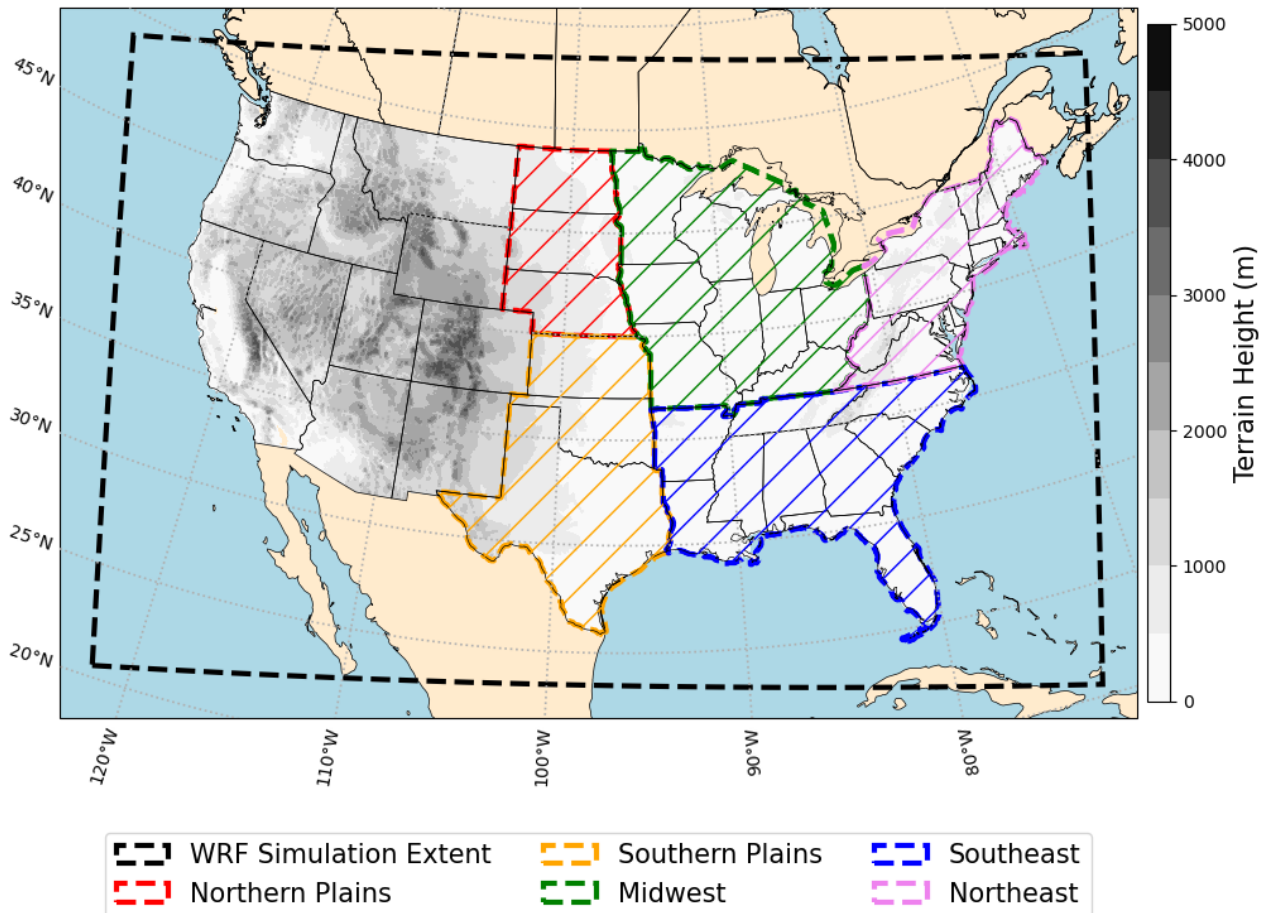 45°N
40°N
35°N
30°N
25°N
20°N
120°W
110°W
100°W
90°W
80°W
5000
4000
3000
2000
1000
0
Terrain Height (m)
WRF Simulation Extent
Northern Plains
Southern Plains
Midwest
Southeast
Northeast